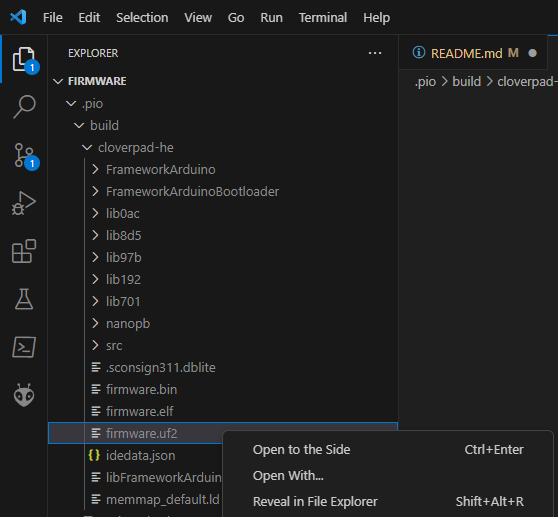 File Edit Selection View Go Run Terminal Help
EXPLORER ···
README.md M
FIRMWARE
.pio > build > cloverpad-
.pio
build
cloverpad-he
FrameworkArduino
FrameworkArduinoBootloader
lib0ac
lib8d5
lib97b
lib192
lib701
nanopb
src
.sconsign311.dblite
firmware.bin
firmware.elf
firmware.uf2
Open to the Side Ctrl+Enter
{} idedata.json
Open With...
libFrameworkArduin
memmap_default.ld
Reveal in File Explorer Shift+Alt+R
1
1